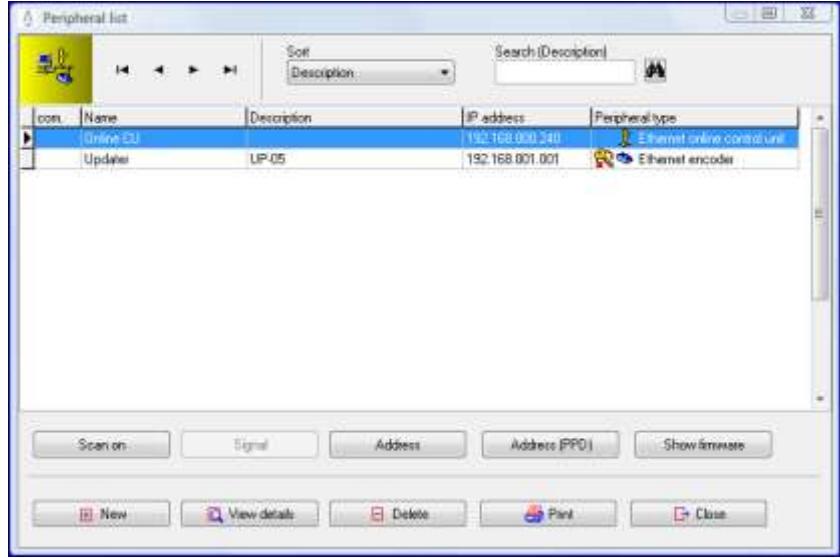 Peripheral list
Sort
Search (Description)
Description
com. Name Description IP address Peripheral type
Online EU 192.168.000.240 Ethernet online control unit
Updater UP-05 192.168.001.001 Ethernet encoder
Scan on Signal Address Address (PPD) Show firmware
New View details Delete Print Close